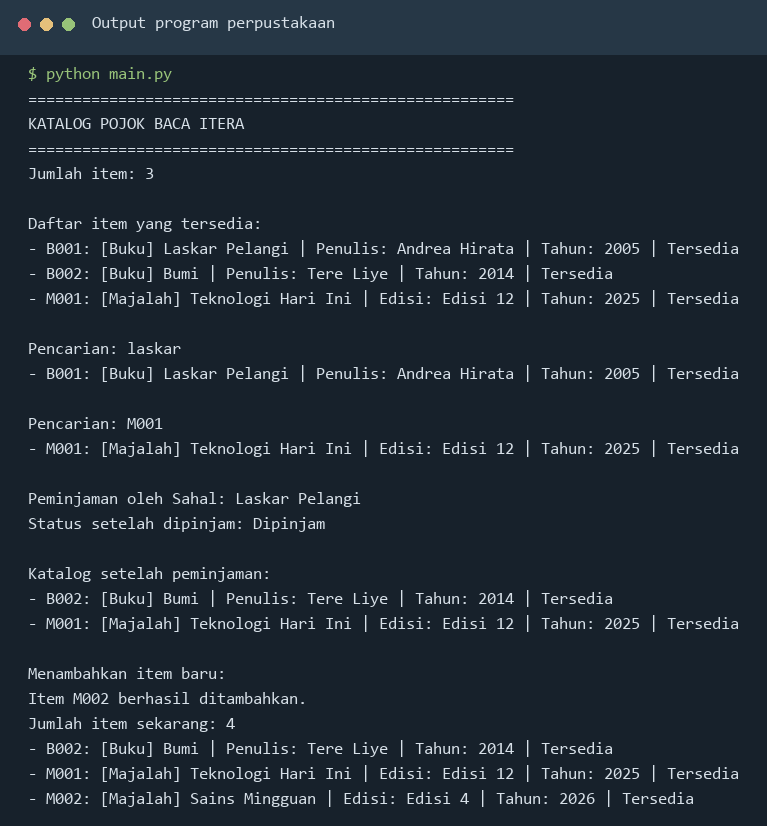 Output program perpustakaan
$ python main.py
======================================================
KATALOG POJOK BACA ITERA
======================================================
Jumlah item: 3
Daftar item yang tersedia:
- B001: [Buku] Laskar Pelangi | Penulis: Andrea Hirata | Tahun: 2005 | Tersedia
- B002: [Buku] Bumi | Penulis: Tere Liye | Tahun: 2014 | Tersedia
- M001: [Majalah] Teknologi Hari Ini | Edisi: Edisi 12 | Tahun: 2025 | Tersedia
Pencarian: laskar
- B001: [Buku] Laskar Pelangi | Penulis: Andrea Hirata | Tahun: 2005 | Tersedia
Pencarian: M001
- M001: [Majalah] Teknologi Hari Ini | Edisi: Edisi 12 | Tahun: 2025 | Tersedia
Peminjaman oleh Sahal: Laskar Pelangi
Status setelah dipinjam: Dipinjam
Katalog setelah peminjaman:
- B002: [Buku] Bumi | Penulis: Tere Liye | Tahun: 2014 | Tersedia
- M001: [Majalah] Teknologi Hari Ini | Edisi: Edisi 12 | Tahun: 2025 | Tersedia
Menambahkan item baru:
Item M002 berhasil ditambahkan.
Jumlah item sekarang: 4
- B002: [Buku] Bumi | Penulis: Tere Liye | Tahun: 2014 | Tersedia
- M001: [Majalah] Teknologi Hari Ini | Edisi: Edisi 12 | Tahun: 2025 | Tersedia
- M002: [Majalah] Sains Mingguan | Edisi: Edisi 4 | Tahun: 2026 | Tersedia